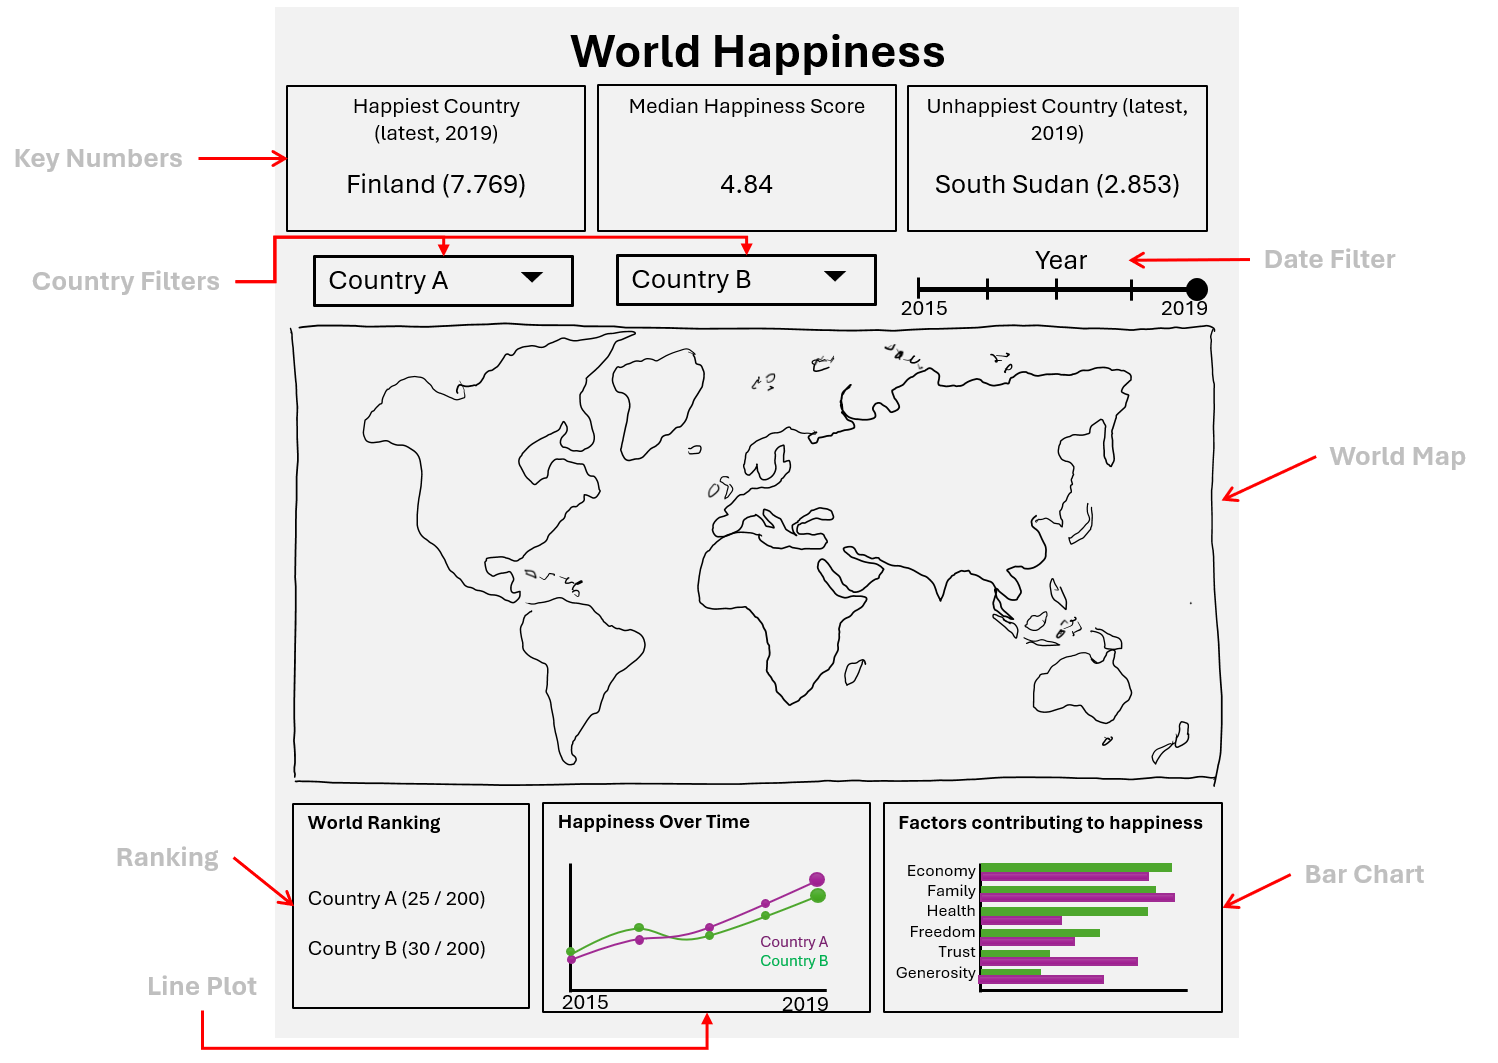 World Happiness
Happiest Country
(latest, 2019)
Finland (7.769)
Median Happiness Score
4.84
Unhappiest Country (latest,
2019)
South Sudan (2.853)
Key Numbers
Country Filters
Country A
Country B
Year
2015
2019
Date Filter
World Map
Ranking
World Ranking
Country A (25 / 200)
Country B (30 / 200)
Line Plot
Happiness Over Time
Country A
Country B
2015
2019
Factors contributing to happiness
Economy
Family
Health
Freedom
Trust
Generosity
Bar Chart